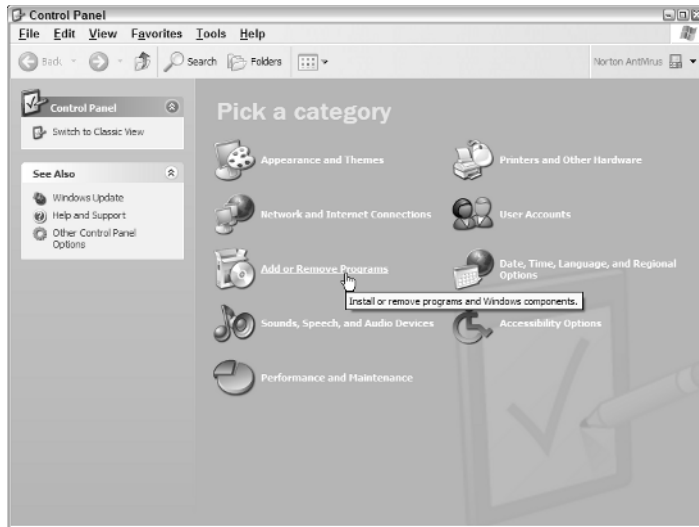 Control Panel
File Edit View Favorites Tools Help
Back Search Folders Norton AntiVirus
Control Panel
Switch to Classic View
See Also
Windows Update
Help and Support
Other Control Panel
Options
Pick a category
Appearance and Themes
Printers and Other Hardware
Network and Internet Connections
User Accounts
Add or Remove Programs
Date, Time, Language, and Regional
Options
Install or remove programs and Windows components.
Sounds, Speech, and Audio Devices
Accessibility Options
Performance and Maintenance